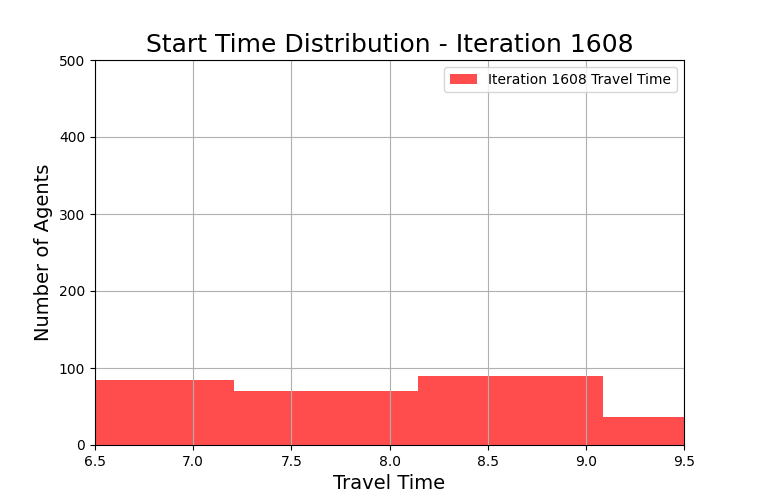 Start Time Distribution - Iteration 1608
500
400
300
200
100
0
Number of Agents
Iteration 1608 Travel Time
6.5 7.0 7.5 8.0 8.5 9.0 9.5
Travel Time